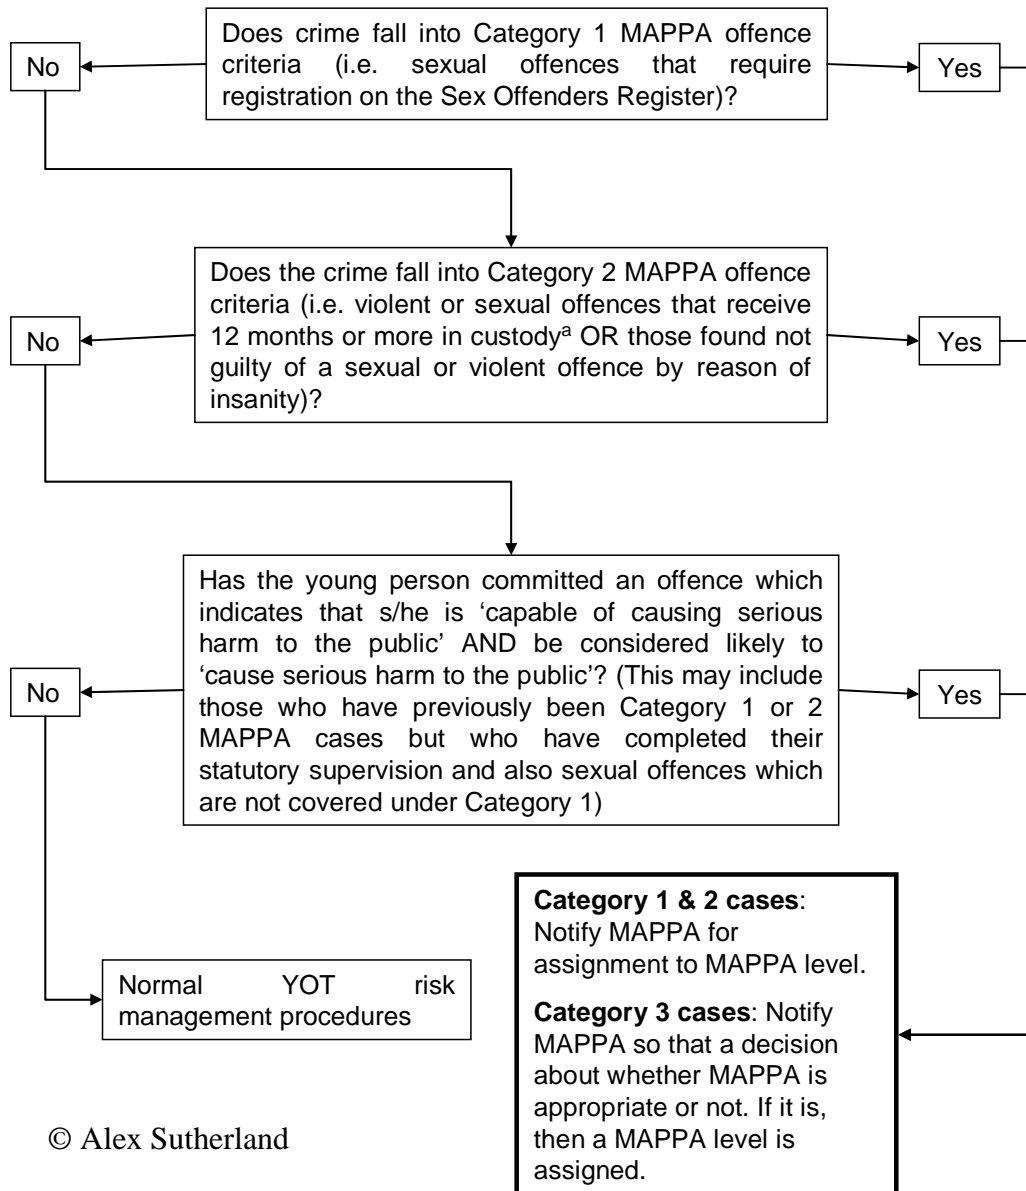 Does crime fall into Category 1 MAPPA offence
criteria (i.e. sexual offences that require
registration on the Sex Offenders Register)?
No
Yes
Does the crime fall into Category 2 MAPPA offence
criteria (i.e. violent or sexual offences that receive
12 months or more in custodyᵃ OR those found not
guilty of a sexual or violent offence by reason of
insanity)?
No
Yes
Has the young person committed an offence which
indicates that s/he is ‘capable of causing serious
harm to the public’ AND be considered likely to
‘cause serious harm to the public’? (This may include
those who have previously been Category 1 or 2
MAPPA cases but who have completed their
statutory supervision and also sexual offences which
are not covered under Category 1)
No
Yes
Normal YOT risk
management procedures
Category 1 & 2 cases:
Notify MAPPA for
assignment to MAPPA level.
Category 3 cases: Notify
MAPPA so that a decision
about whether MAPPA is
appropriate or not. If it is,
then a MAPPA level is
assigned.
© Alex Sutherland